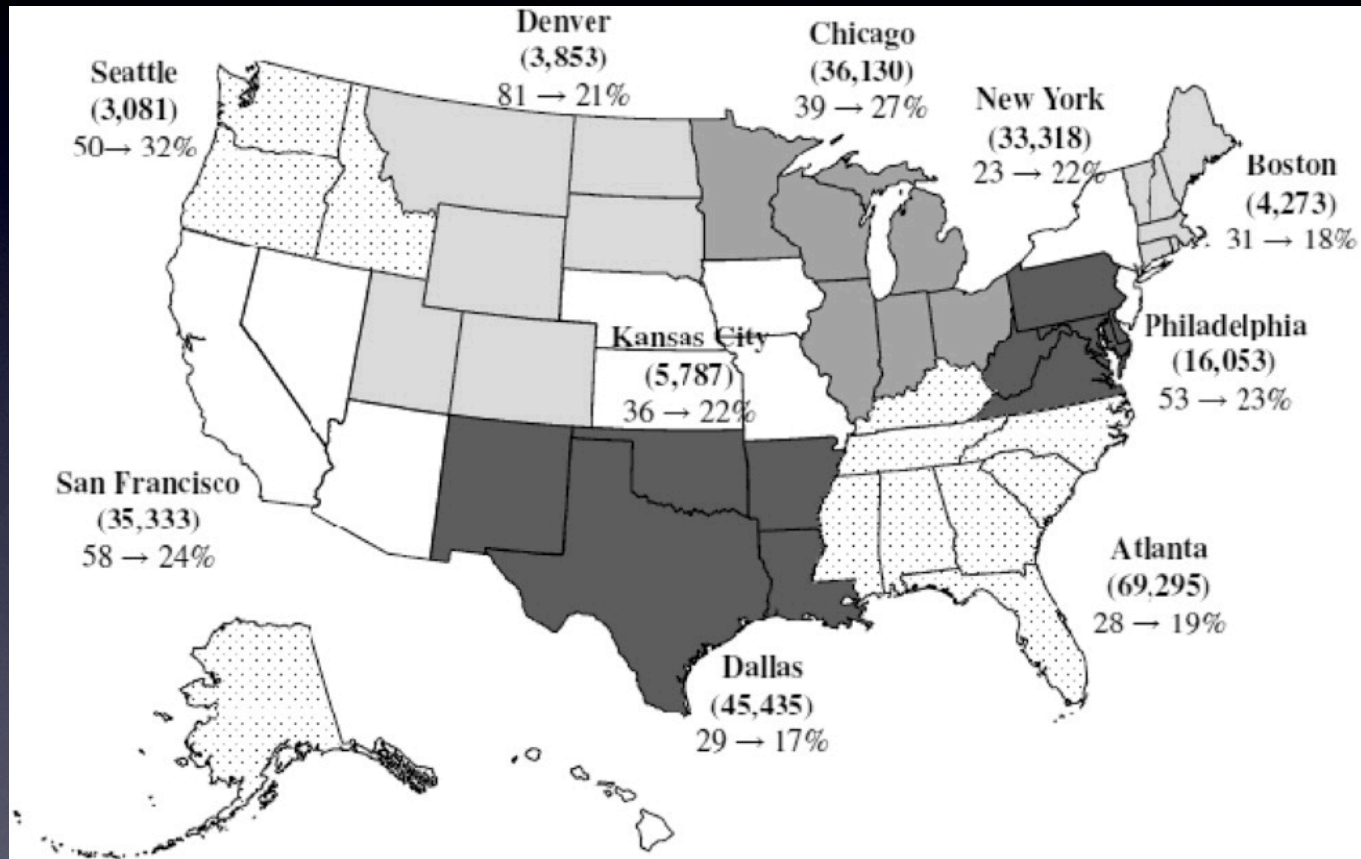 Denver
(3,853)
81 → 21%
Chicago
(36,130)
39 → 27%
Seattle
(3,081)
50→ 32%
New York
(33,318)
23 → 22%
Boston
(4,273)
31 → 18%
Kansas City
(5,787)
36 → 22%
Philadelphia
(16,053)
53 → 23%
San Francisco
(35,333)
58 → 24%
Atlanta
(69,295)
28 → 19%
Dallas
(45,435)
29 → 17%